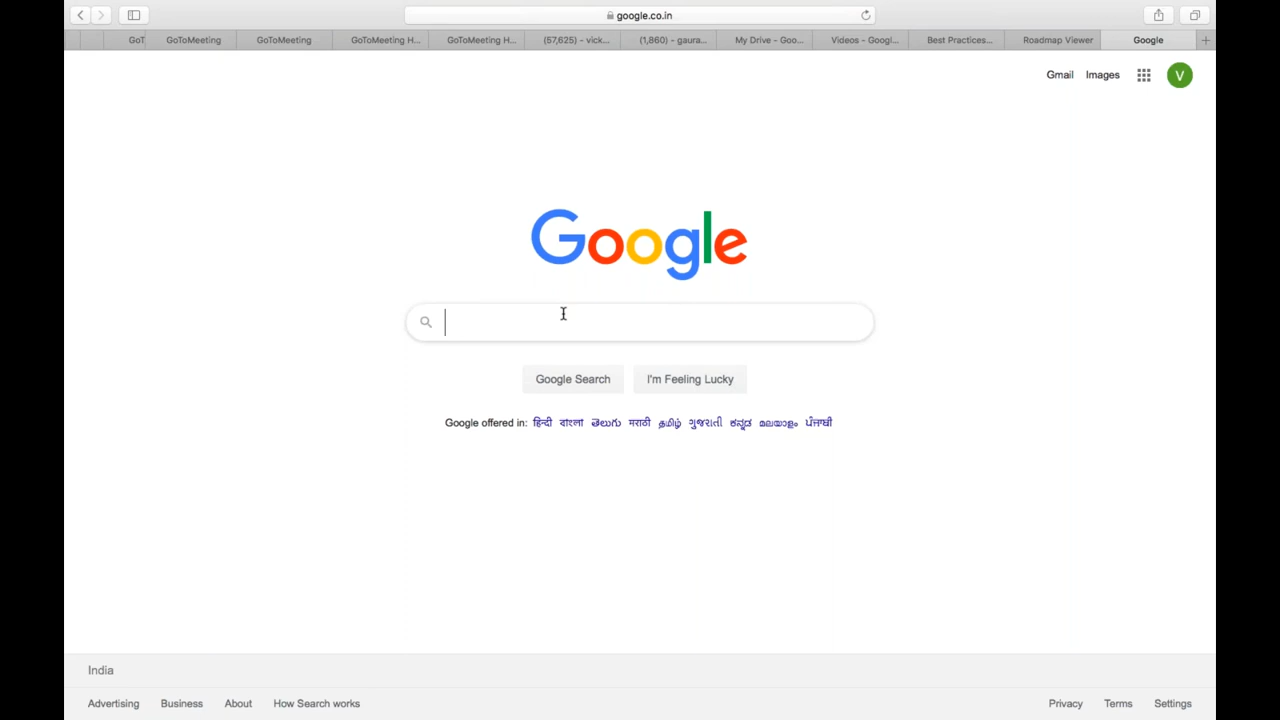 google.co.in
GoT GoToMeeting GoToMeeting GoToMeeting H... GoToMeeting H... (57,625) - vick... (1,860) - gaura... My Drive - Goo... Videos - Googl... Best Practices... Roadmap Viewer Google
Gmail Images V
Google
Google Search I'm Feeling Lucky
Google offered in: हिन्दी বাংলা తెలుగు मराठी தமிழ் ગુજરાતી ಕನ್ನಡ മലയാളം ਪੰਜਾਬੀ
India
Advertising Business About How Search works Privacy Terms Settings